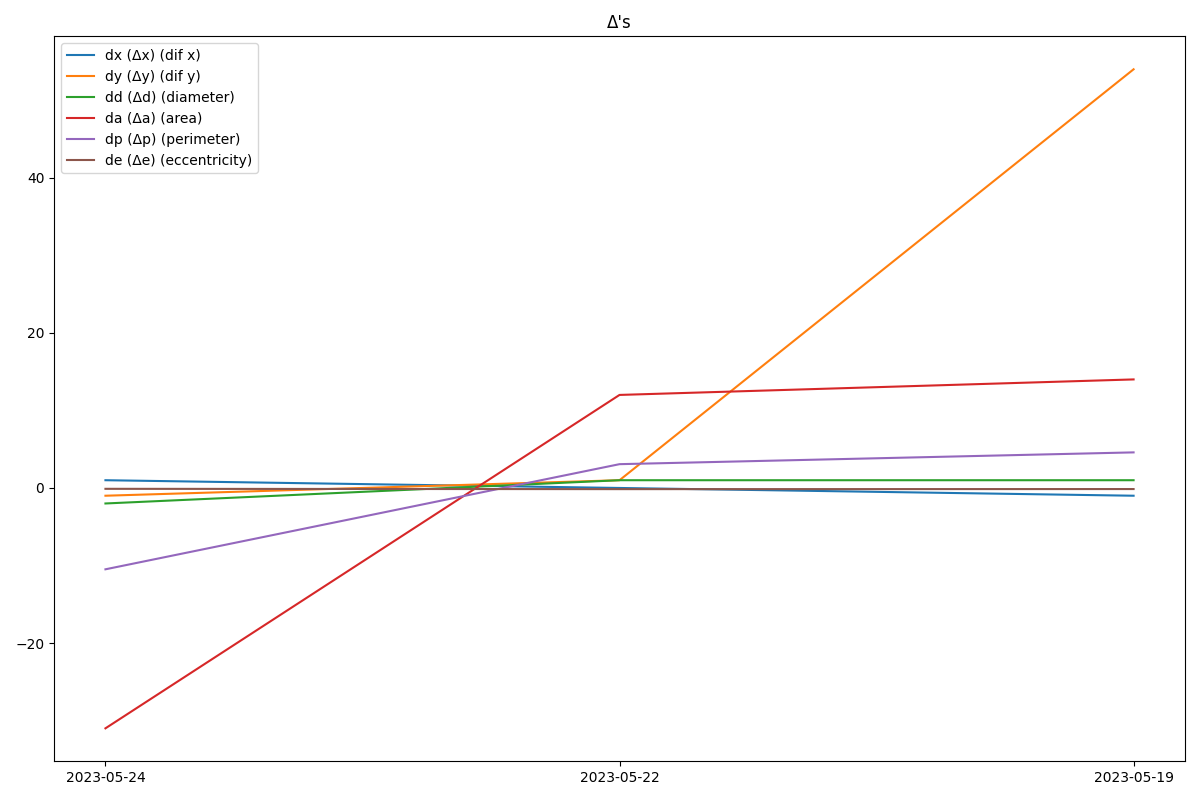 Δ's
dx (Δx) (dif x)
dy (Δy) (dif y)
dd (Δd) (diameter)
da (Δa) (area)
dp (Δp) (perimeter)
de (Δe) (eccentricity)
40
20
0
−20
2023-05-24 2023-05-22 2023-05-19